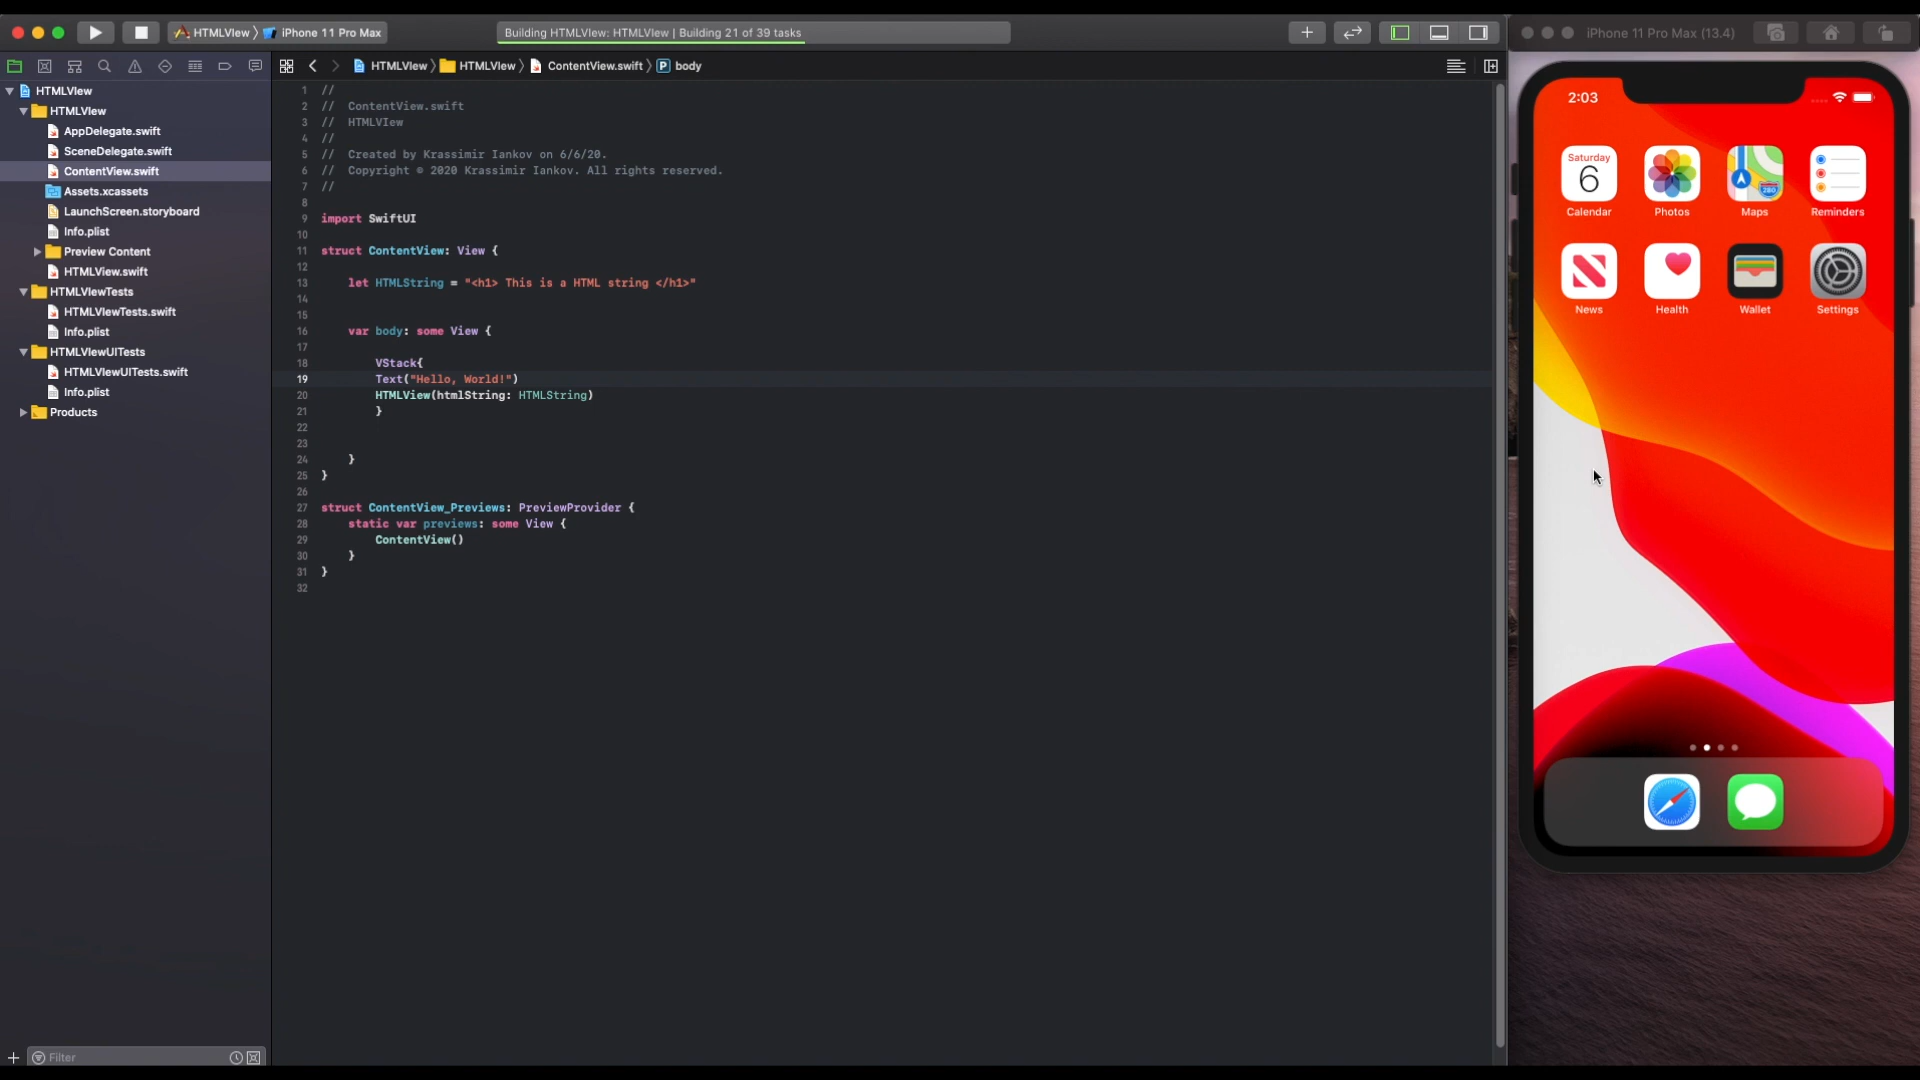 HTMLVIew 〉 iPhone 11 Pro Max
Building HTMLVIew: HTMLVIew | Building 21 of 39 tasks
iPhone 11 Pro Max (13.4)
HTMLVIew 〉 HTMLVIew 〉 ContentView.swift 〉 P body
HTMLVIew
HTMLVIew
AppDelegate.swift
SceneDelegate.swift
ContentView.swift
Assets.xcassets
LaunchScreen.storyboard
Info.plist
Preview Content
HTMLView.swift
HTMLVIewTests
HTMLVIewTests.swift
Info.plist
HTMLVIewUITests
HTMLVIewUITests.swift
Info.plist
Products
Filter
1 //
2 // ContentView.swift
3 // HTMLVIew
4 //
5 // Created by Krassimir Iankov on 6/6/20.
6 // Copyright © 2020 Krassimir Iankov. All rights reserved.
7 //
8
9 import SwiftUI
10
11 struct ContentView: View {
12
13 let HTMLString = "<h1> This is a HTML string </h1>"
14
15
16 var body: some View {
17
18 VStack{
19 Text("Hello, World!")
20 HTMLView(htmlString: HTMLString)
21 }
22
23
24 }
25 }
26
27 struct ContentView_Previews: PreviewProvider {
28 static var previews: some View {
29 ContentView()
30 }
31 }
32
2:03
Saturday
6
280
Calendar Photos Maps Reminders
News Health Wallet Settings